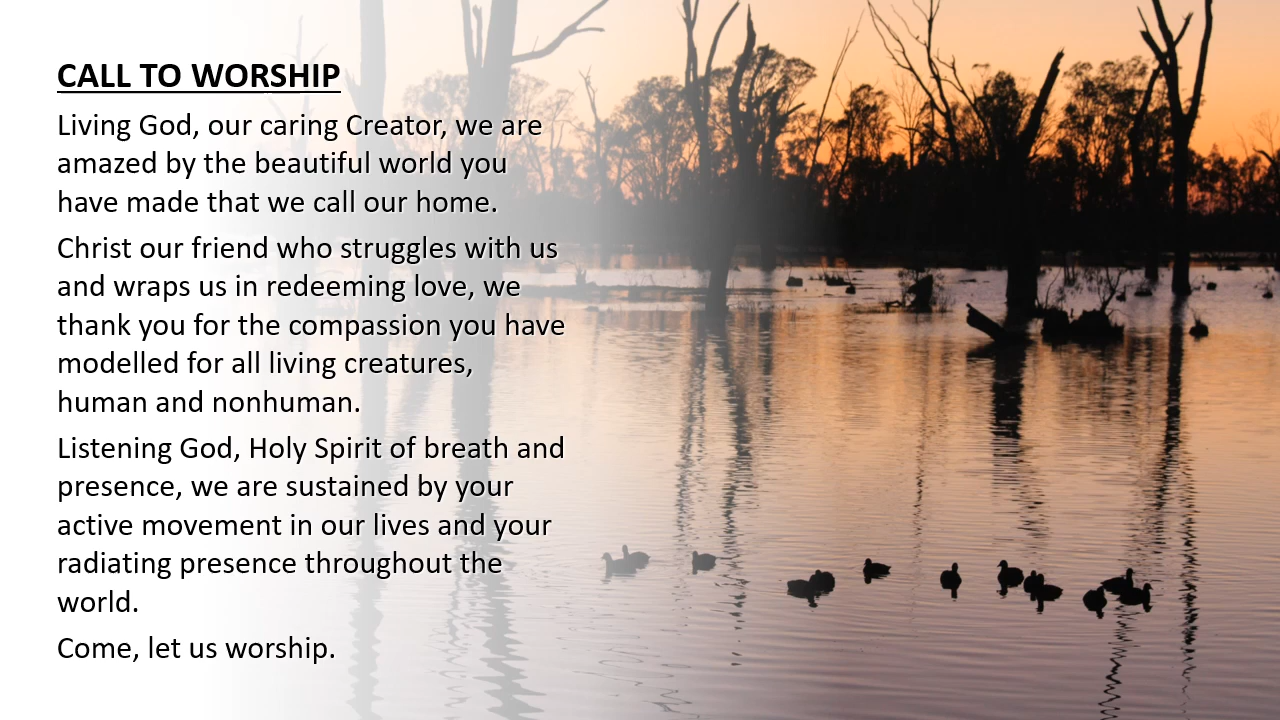 CALL TO WORSHIP
Living God, our caring Creator, we are
amazed by the beautiful world you
have made that we call our home.
Christ our friend who struggles with us
and wraps us in redeeming love, we
thank you for the compassion you have
modelled for all living creatures,
human and nonhuman.
Listening God, Holy Spirit of breath and
presence, we are sustained by your
active movement in our lives and your
radiating presence throughout the
world.
Come, let us worship.